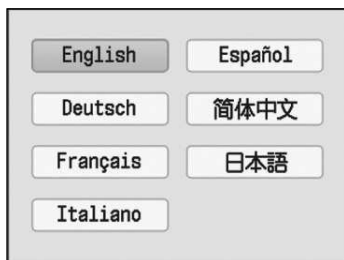 English
Español
Deutsch
简体中文
Français
日本語
Italiano